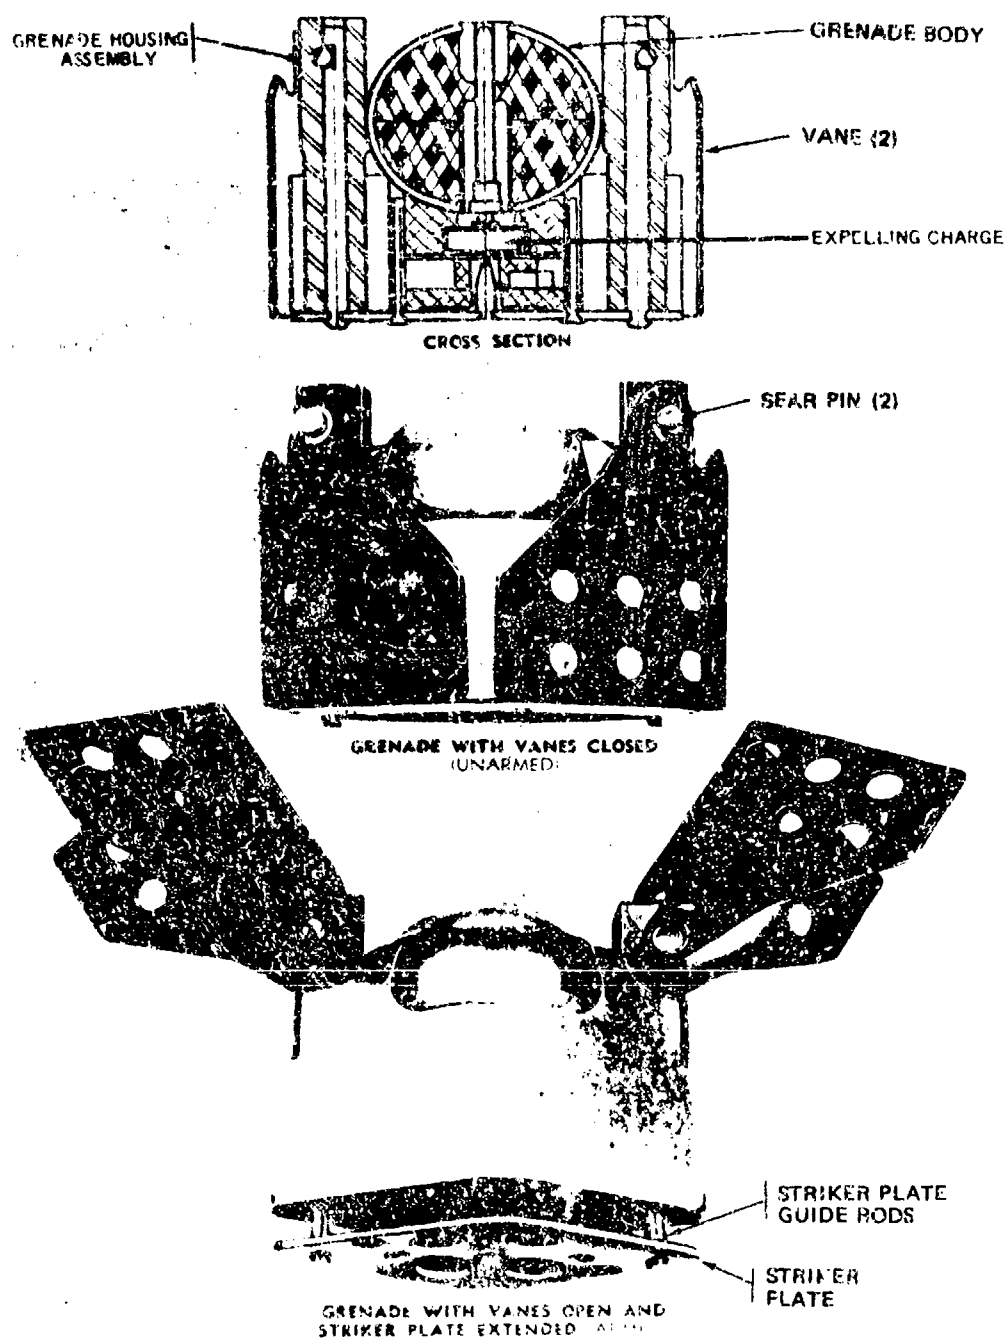 GRENADE HOUSING
ASSEMBLY
GRENADE BODY
VANE (2)
EXPELLING CHARGE
CROSS SECTION
SEAR PIN (2)
GRENADE WITH VANES CLOSED
(UNARMED)
STRIKER PLATE
GUIDE RODS
STRIKER
PLATE
GRENADE WITH VANES OPEN AND
STRIKER PLATE EXTENDED